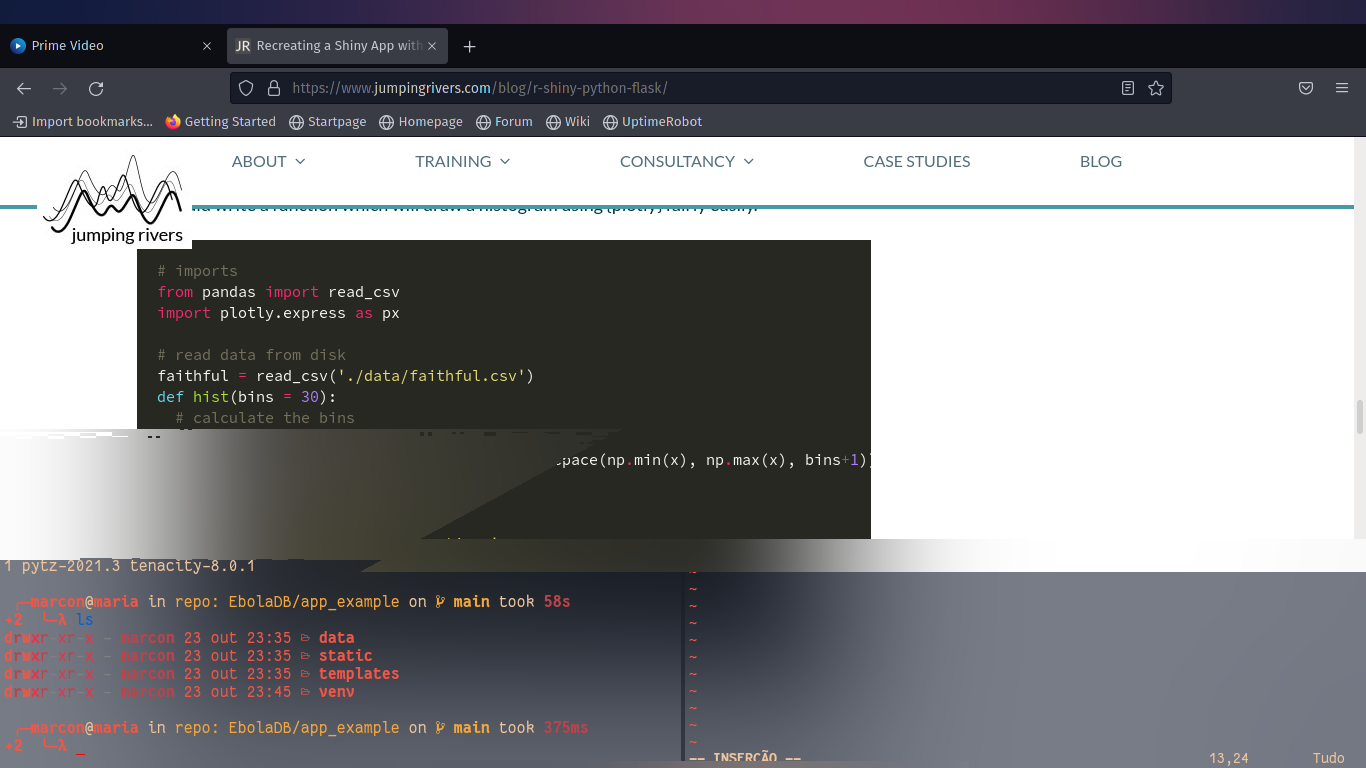 Prime Video
JR Recreating a Shiny App with
https://www.jumpingrivers.com/blog/r-shiny-python-flask/
Import bookmarks... Getting Started Startpage Homepage Forum Wiki UptimeRobot
ABOUT TRAINING CONSULTANCY CASE STUDIES BLOG
jumping rivers
write a function which will draw a histogram using {plotly} fairly easily.
# imports
from pandas import read_csv
import plotly.express as px
# read data from disk
faithful = read_csv('./data/faithful.csv')
def hist(bins = 30):
# calculate the bins
space(np.min(x), np.max(x), bins+1))
1 pytz-2021.3 tenacity-8.0.1
╭─marcon@maria in repo: EbolaDB/app_example on main took 58s
+2 ╰─λ ls
drwxr-xr-x - marcon 23 out 23:35 data
drwxr-xr-x - marcon 23 out 23:35 static
drwxr-xr-x - marcon 23 out 23:35 templates
drwxr-xr-x - marcon 23 out 23:45 venv
╭─marcon@maria in repo: EbolaDB/app_example on main took 375ms
+2 ╰─λ _
~
~
~
~
~
~
~
~
~
~
~
-- INSERÇÃO -- 13,24 Tudo